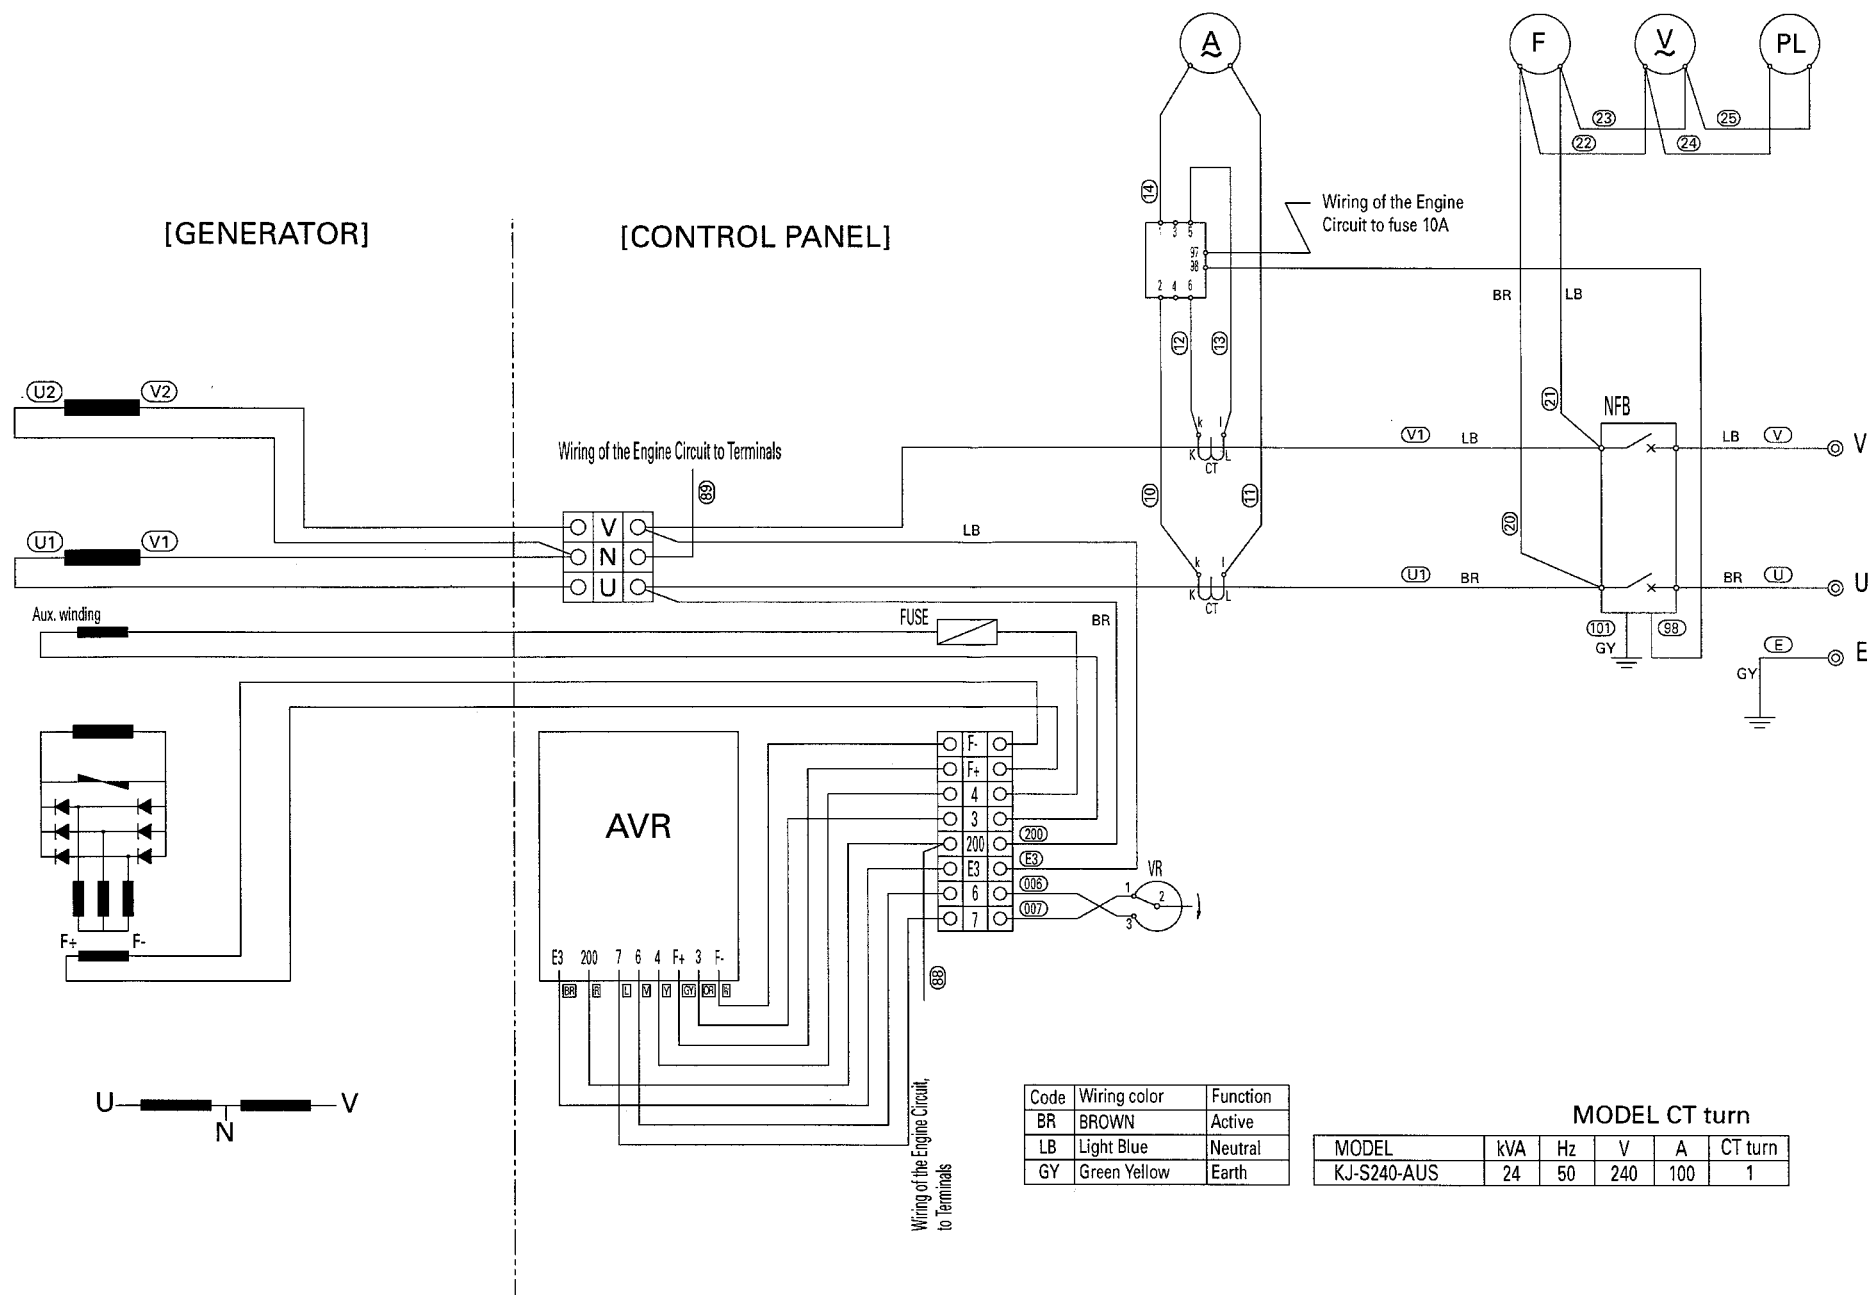 A
F V PL
23 25
22 24
14
Wiring of the Engine
Circuit to fuse 10A
[GENERATOR] [CONTROL PANEL]
1 3 5
97
98
2 4 6
BR LB
12 13
U2 V2
21 NFB
k l
V1 LB LB V V
K L
CT
Wiring of the Engine Circuit to Terminals
89
10 11
20
V
LB
U1 V1
N
k l
U1 BR BR U U
U
K L
CT
Aux. winding
FUSE
BR
101 98
GY
E E
GY
F-
F+
4
AVR
3
200 200
E3 E3
VR
6 006
1 2
7 007
3
F+ F-
E3 200 7 6 4 F+ 3 F-
BR R L V Y GY OR
88
Wiring of the Engine Circuit,
to Terminals
U V
N
Code Wiring color Function
BR BROWN Active
LB Light Blue Neutral
GY Green Yellow Earth
MODEL CT turn
MODEL kVA Hz V A CT turn
KJ-S240-AUS 24 50 240 100 1